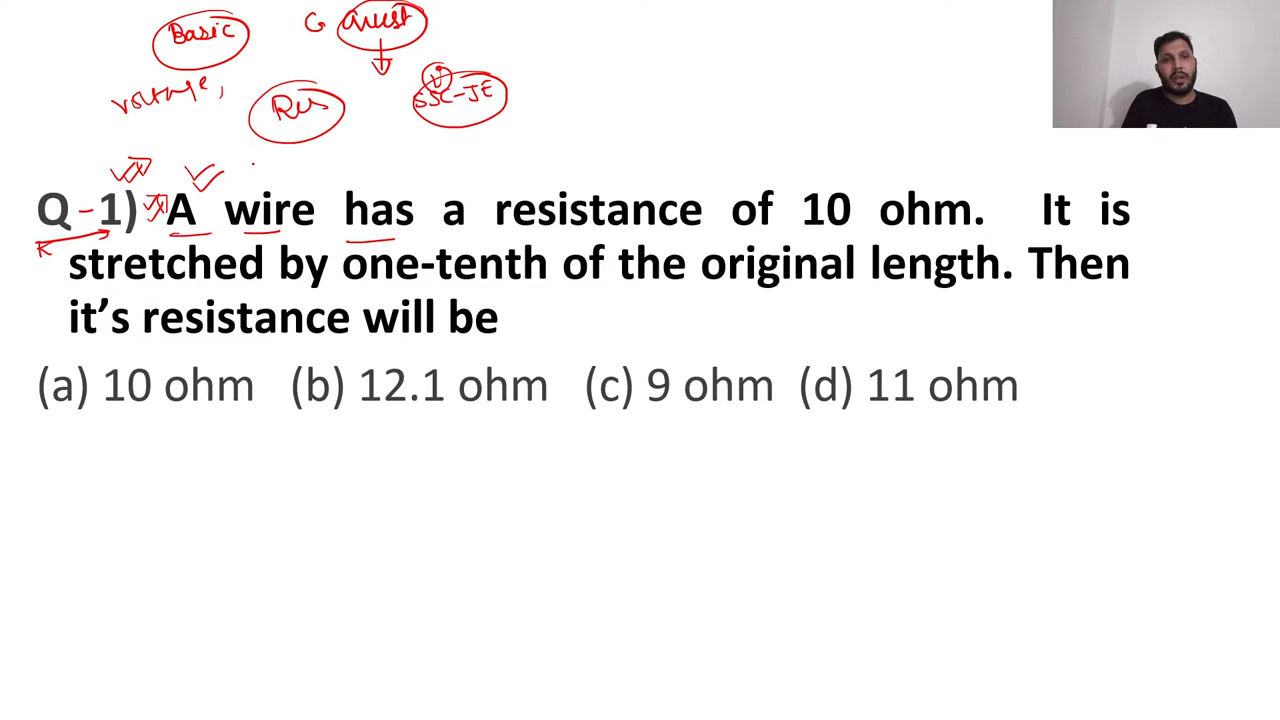 Basic
G Quest
voltage,
Res
SSC-JE
Q-1) A wire has a resistance of 10 ohm. It is
stretched by one-tenth of the original length. Then
it’s resistance will be
(a) 10 ohm (b) 12.1 ohm (c) 9 ohm (d) 11 ohm